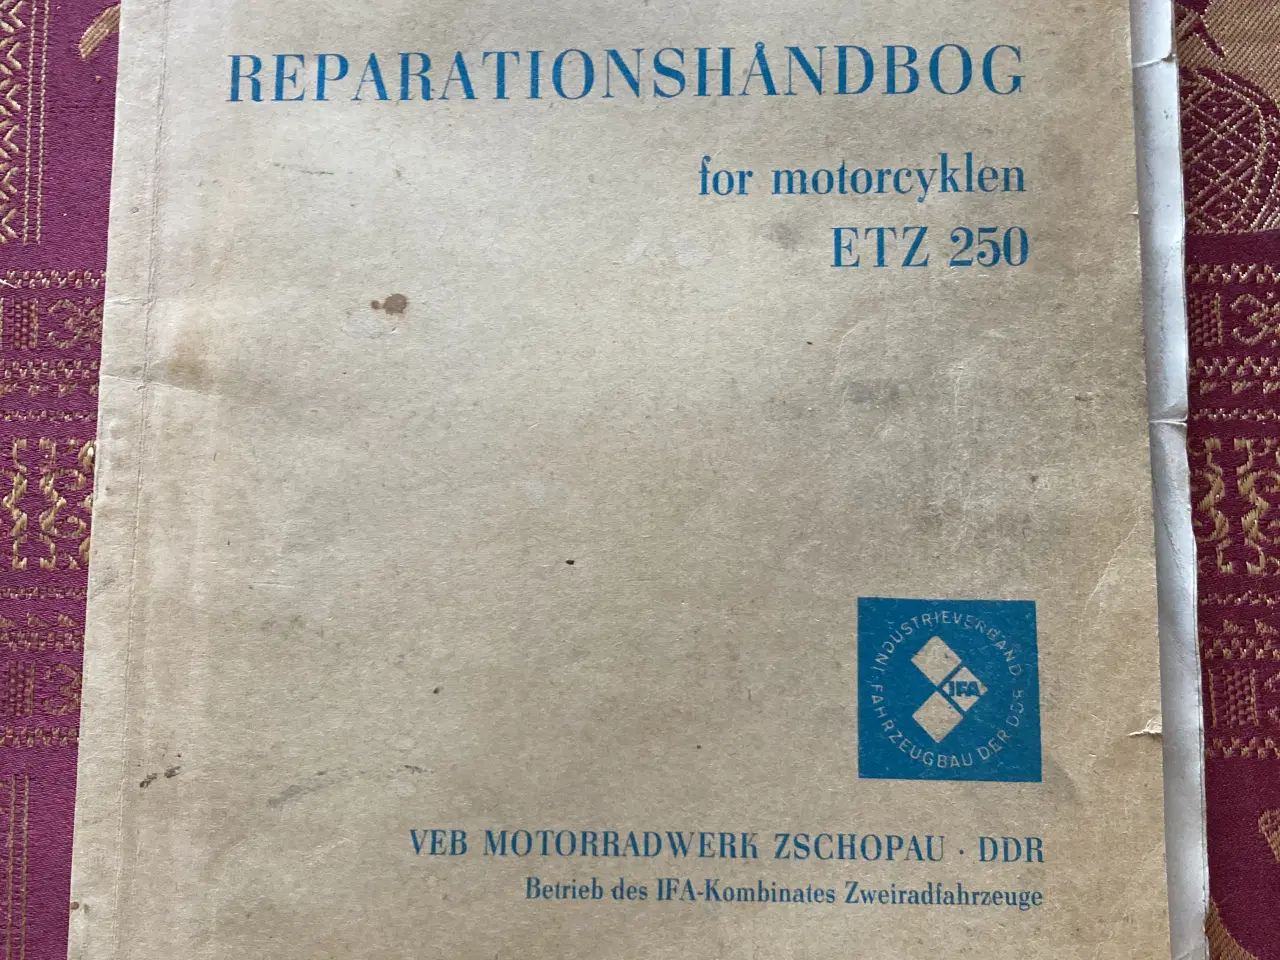 REPARATIONSHÅNDBOG
for motorcyklen
ETZ 250
INDUSTRIEVERBAND
FAHRZEUGBAU DER DDR
IFA
VEB MOTORRADWERK ZSCHOPAU · DDR
Betrieb des IFA-Kombinates Zweiradfahrzeuge